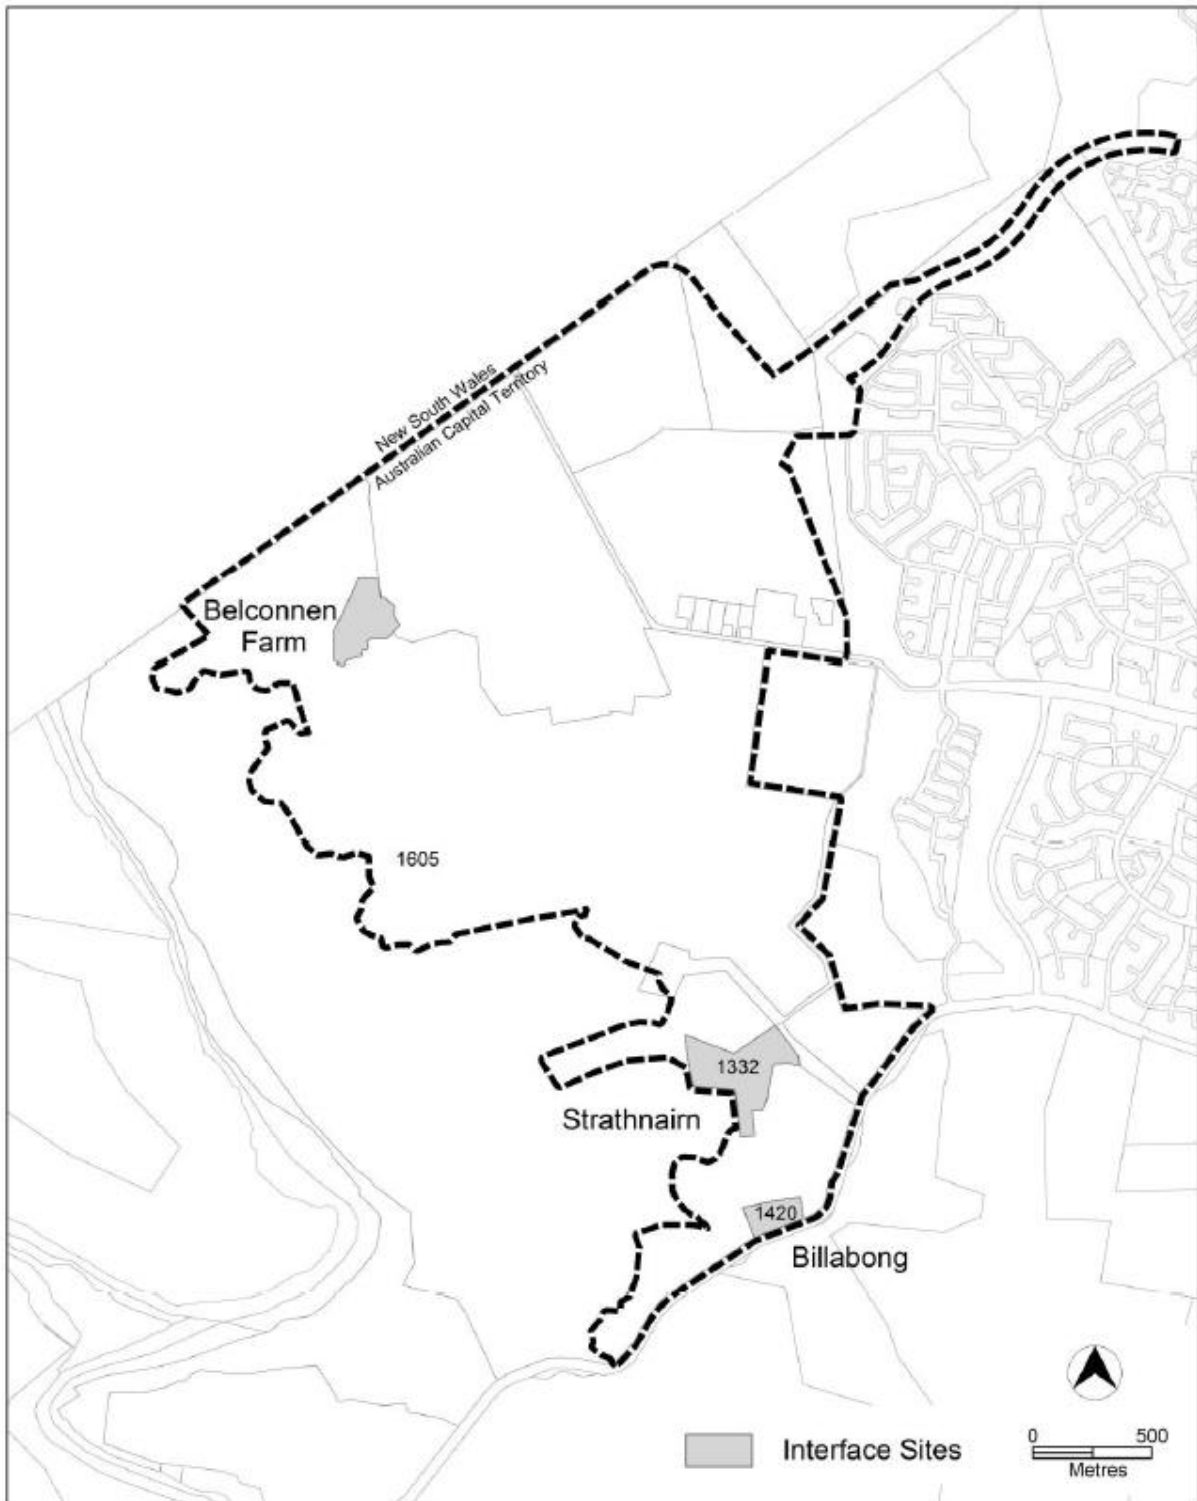 New South Wales
Australian Capital Territory
Belconnen
Farm
1605
1332
Strathnairn
1420
Billabong
Interface Sites
0 500
Metres